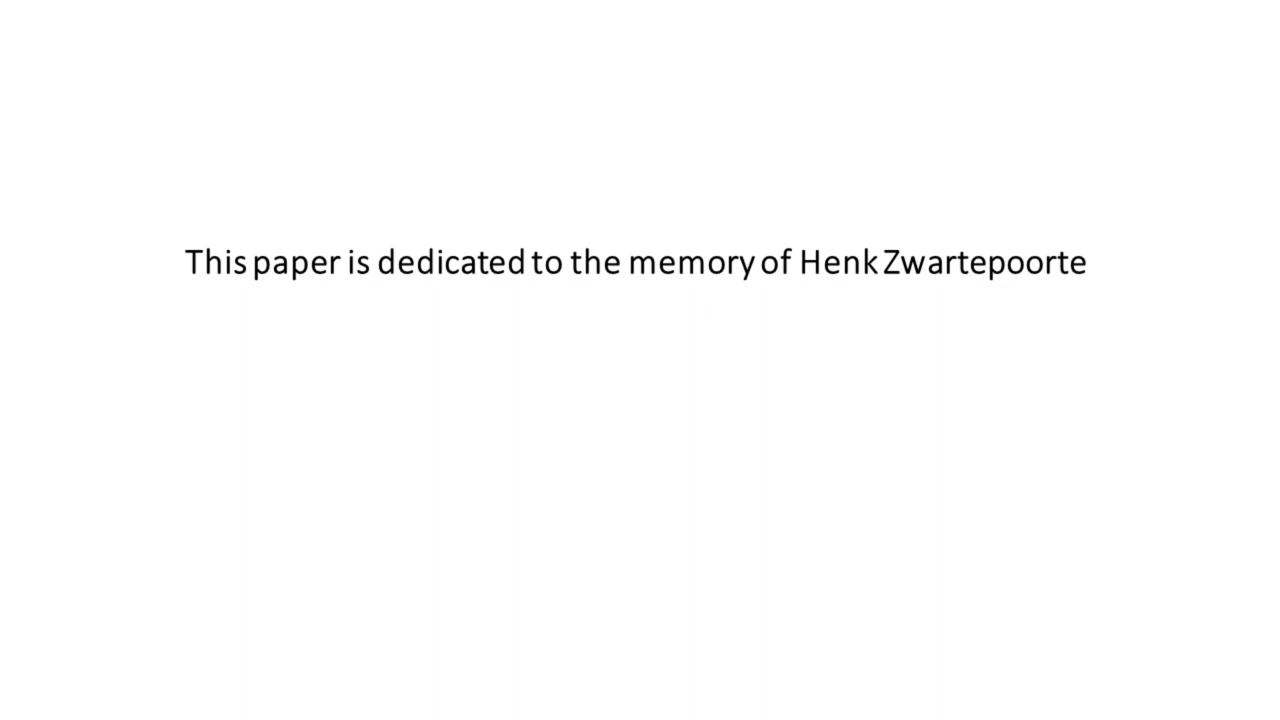 This paper is dedicated to the memory of Henk Zwartepoorte